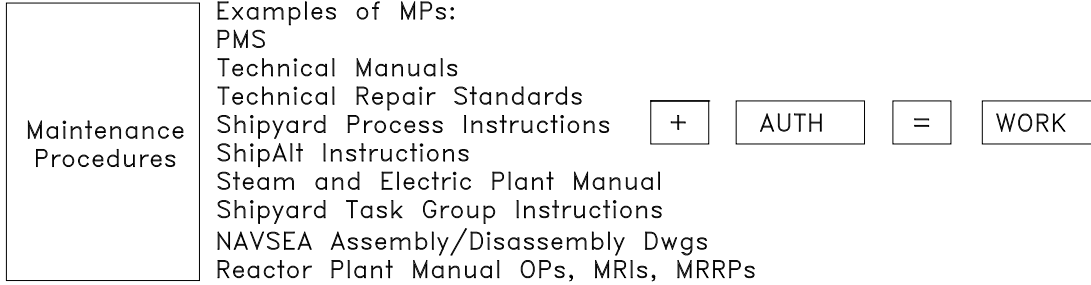 Maintenance
Procedures
Examples of MPs:
PMS
Technical Manuals
Technical Repair Standards
Shipyard Process Instructions
ShipAlt Instructions
Steam and Electric Plant Manual
Shipyard Task Group Instructions
NAVSEA Assembly/Disassembly Dwgs
Reactor Plant Manual OPs, MRIs, MRRPs
+ AUTH = WORK